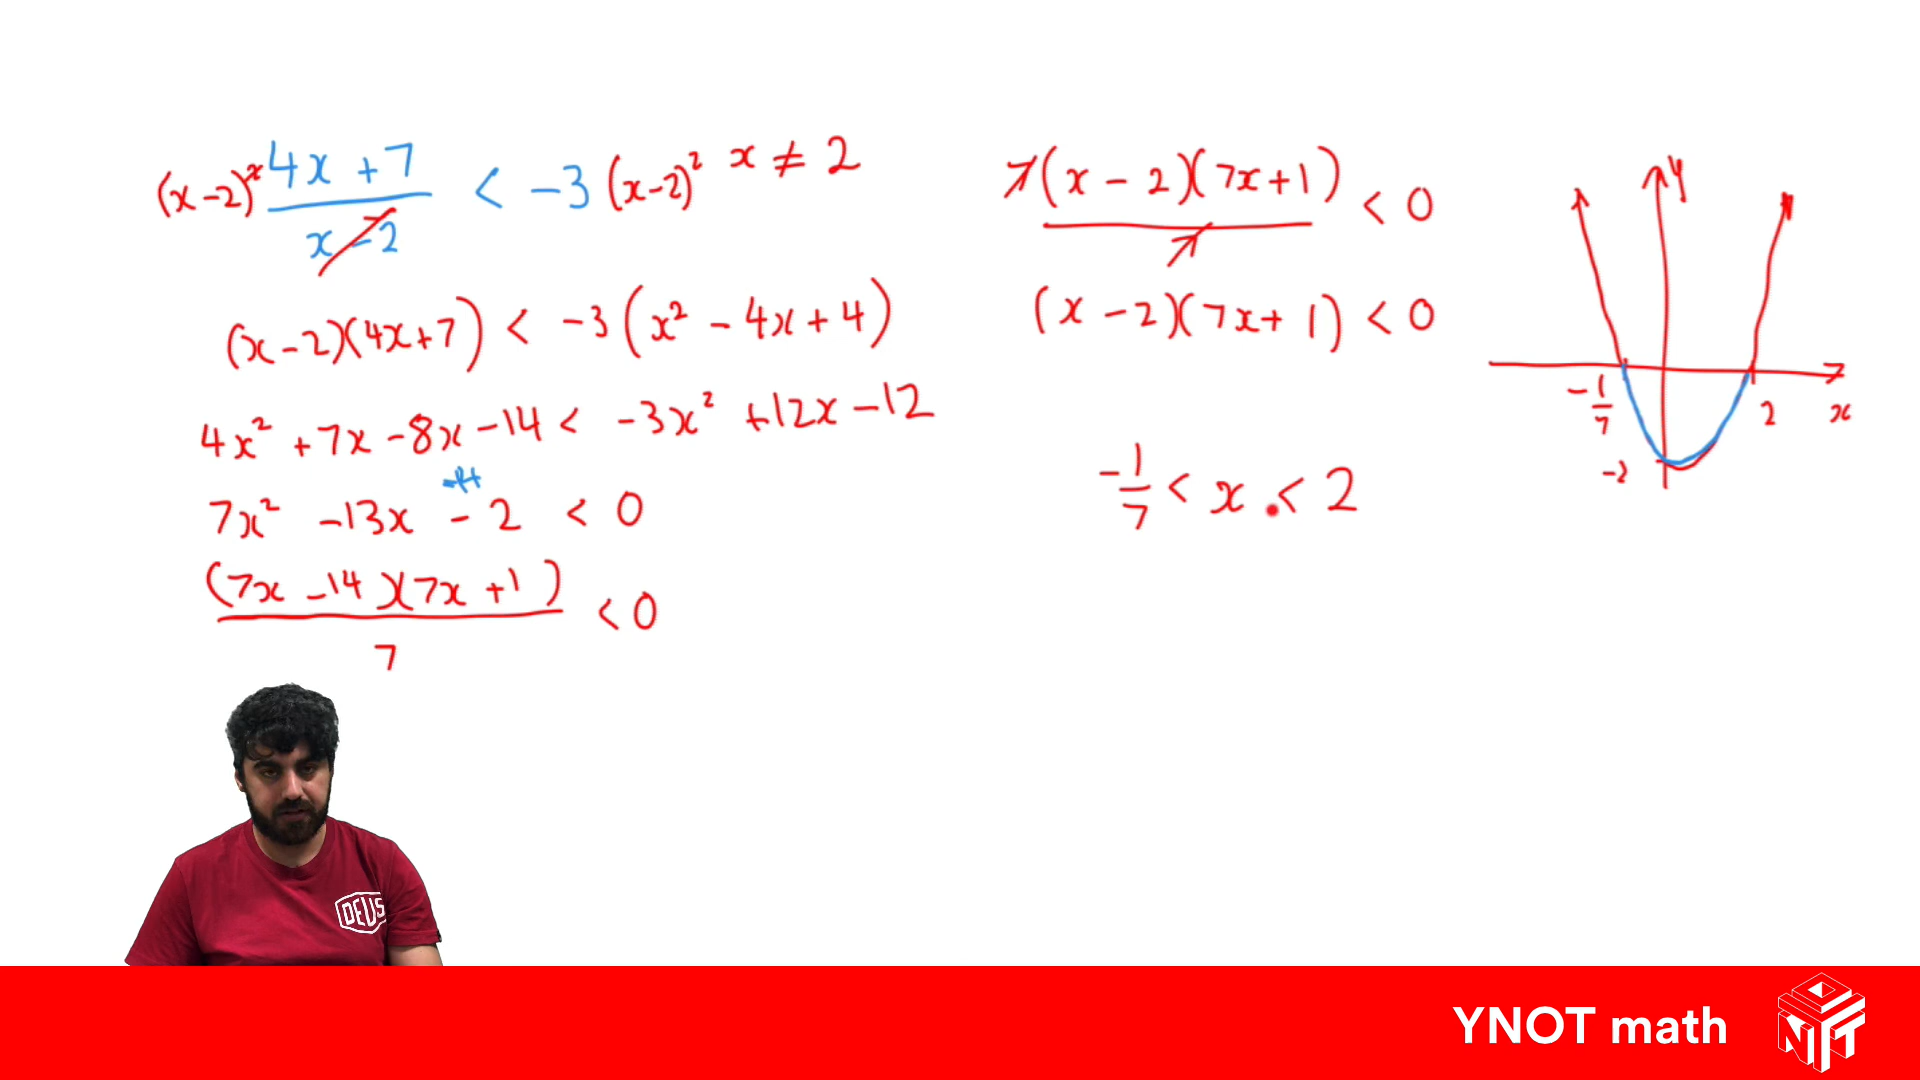 (x-2)² 4x+7 / x-2 < -3 (x-2)² x ≠ 2
(x-2)(4x+7) < -3(x² - 4x + 4)
4x² + 7x - 8x - 14 < -3x² + 12x - 12
7x² - 13x - 2 < 0
(7x - 14)(7x + 1) / 7 < 0
7(x - 2)(7x+1) / 7 < 0
(x - 2)(7x + 1) < 0
-1/7 < x < 2
y
-1/7
2
x
-2
DEUS
YNOT math
YNOT